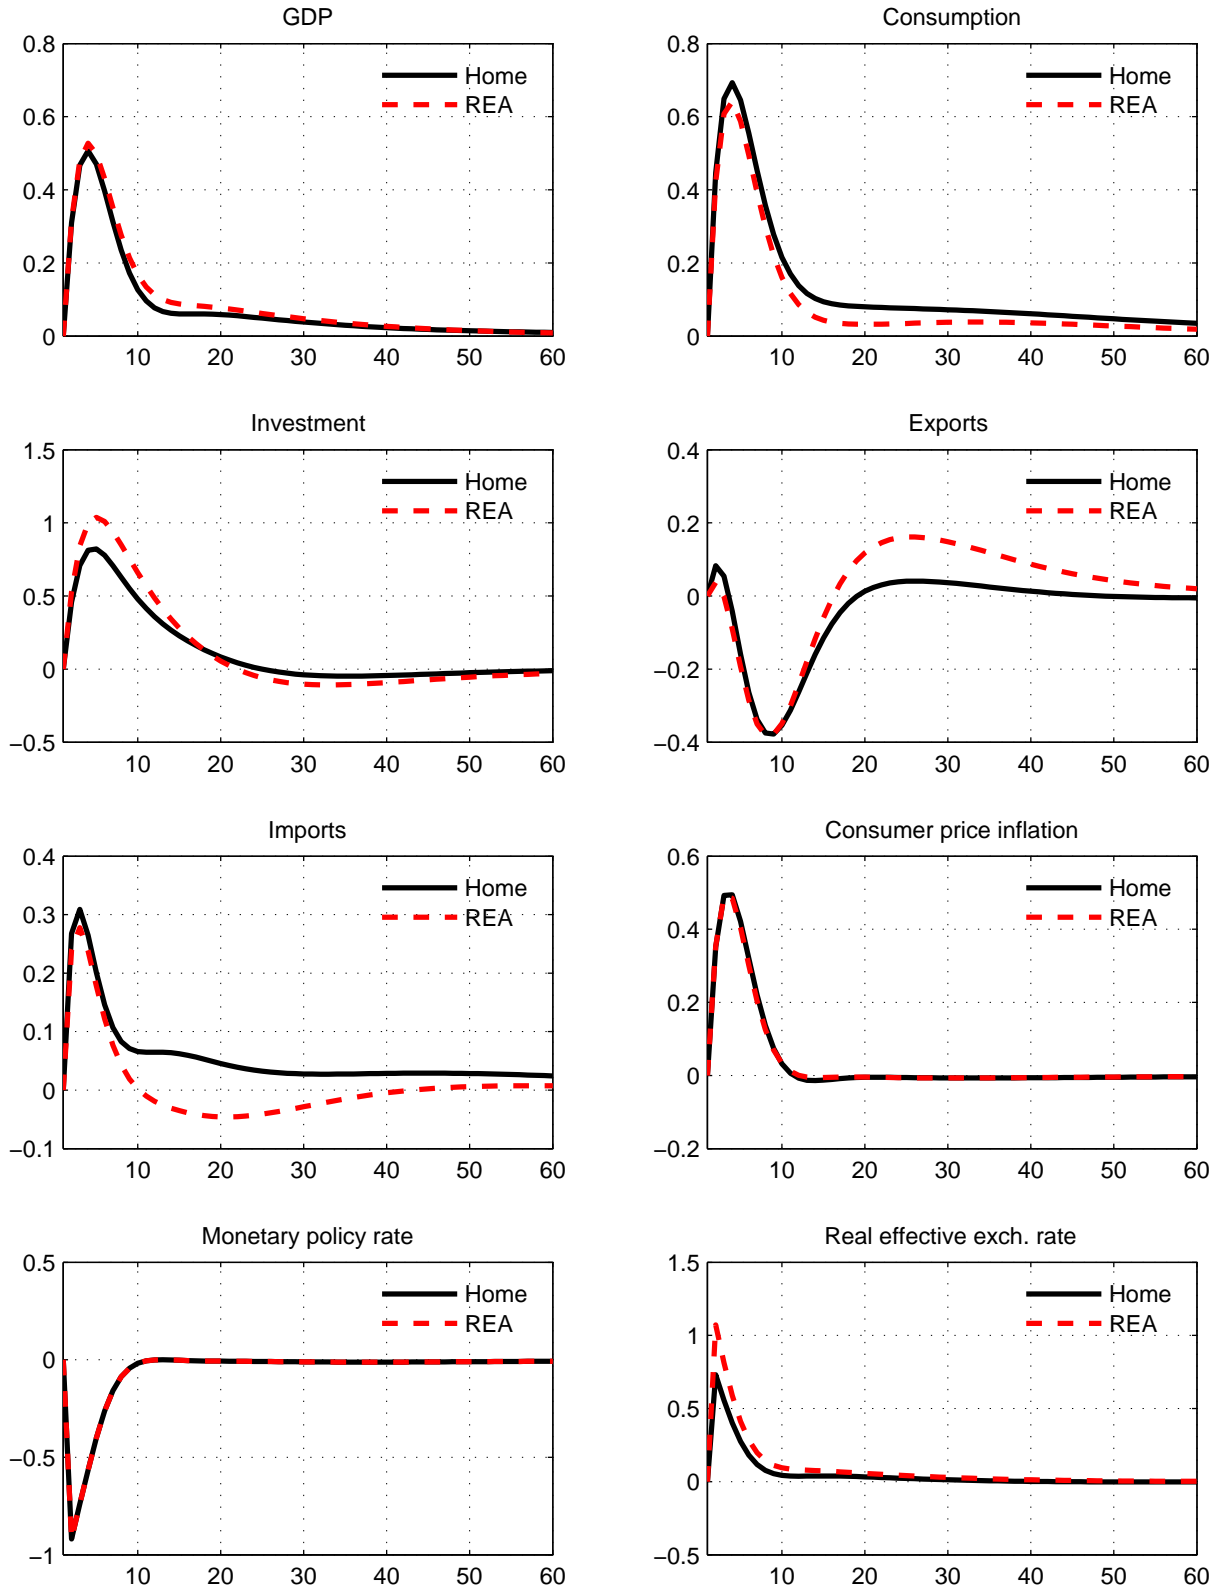 GDP
0.8
0.6
0.4
0.2
0
10 20 30 40 50 60
Home
REA
Consumption
0.8
0.6
0.4
0.2
0
10 20 30 40 50 60
Home
REA
Investment
1.5
1
0.5
0
−0.5
10 20 30 40 50 60
Home
REA
Exports
0.4
0.2
0
−0.2
−0.4
10 20 30 40 50 60
Home
REA
Imports
0.4
0.3
0.2
0.1
0
−0.1
10 20 30 40 50 60
Home
REA
Consumer price inflation
0.6
0.4
0.2
0
−0.2
10 20 30 40 50 60
Home
REA
Monetary policy rate
0.5
0
−0.5
−1
10 20 30 40 50 60
Home
REA
Real effective exch. rate
1.5
1
0.5
0
−0.5
10 20 30 40 50 60
Home
REA